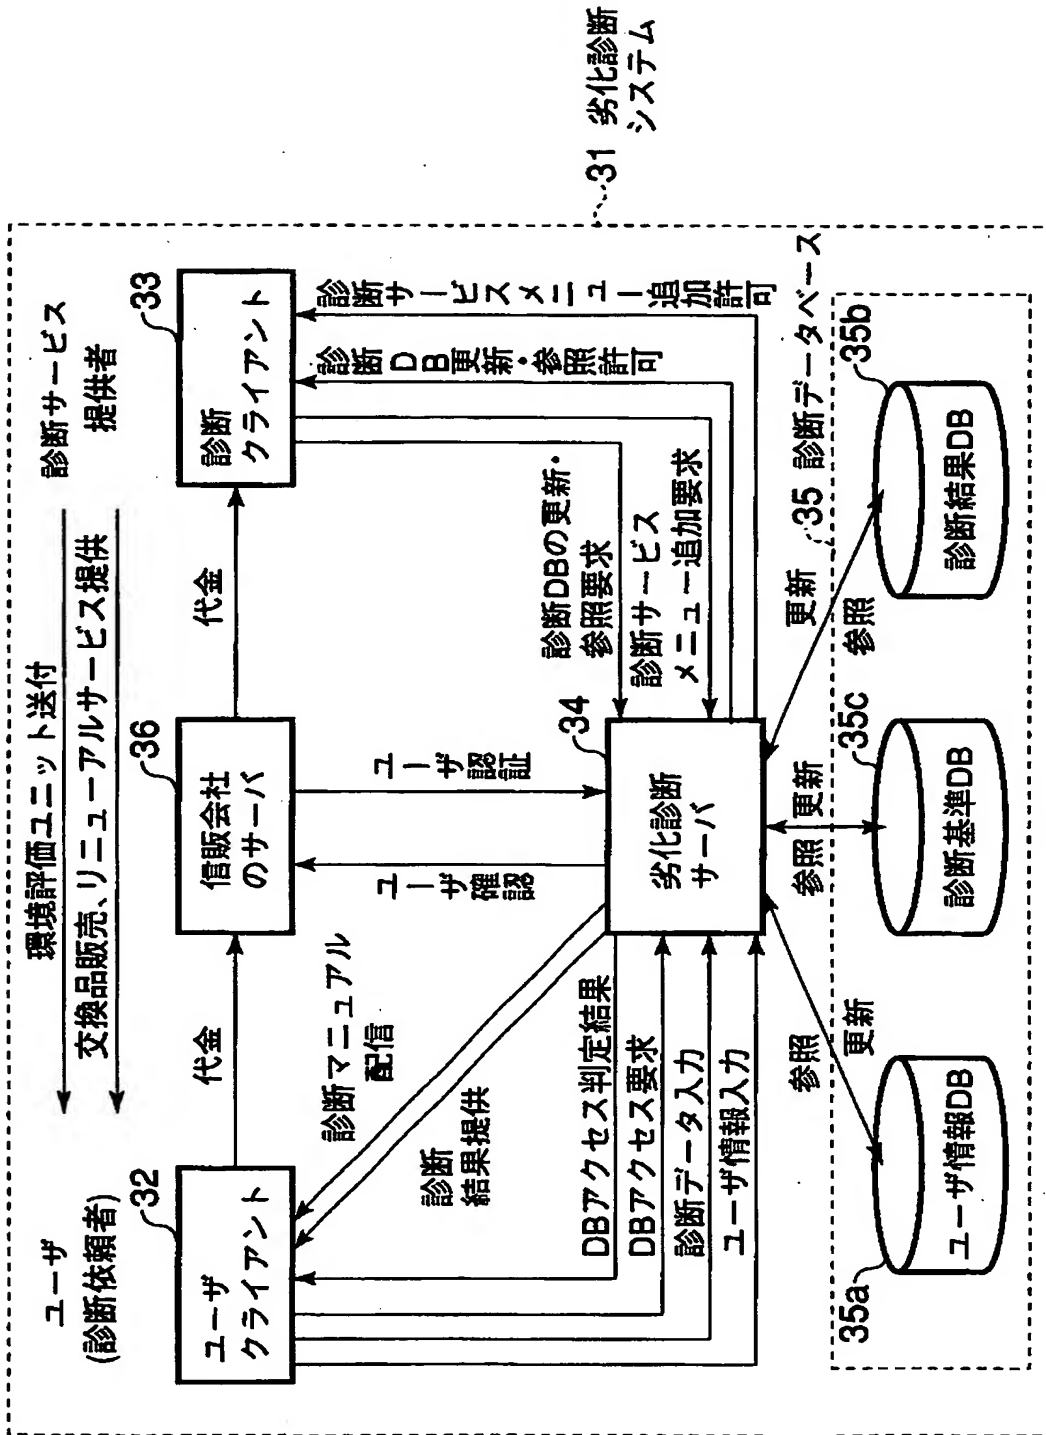 31 劣化診断
システム
ユーザ
(診断依頼者)
環境評価ユニット送付
交換品販売、リニューアルサービス提供
診断サービス
提供者
32
ユーザ
クライアント
代金
36
信販会社
のサーバ
代金
33
診断
クライアント
診断マニュアル
配信
診断
結果提供
ユーザ確認
ユーザ認証
診断DBの更新・
参照要求
診断サービス
メニュー追加要求
診断DB更新・参照許可
診断サービスメニュー追加許可
DBアクセス判定結果
DBアクセス要求
診断データ入力
ユーザ情報入力
34
劣化診断
サーバ
参照
更新
参照
更新
更新
参照
35 診断データベース
35a
ユーザ情報DB
35c
診断基準DB
35b
診断結果DB